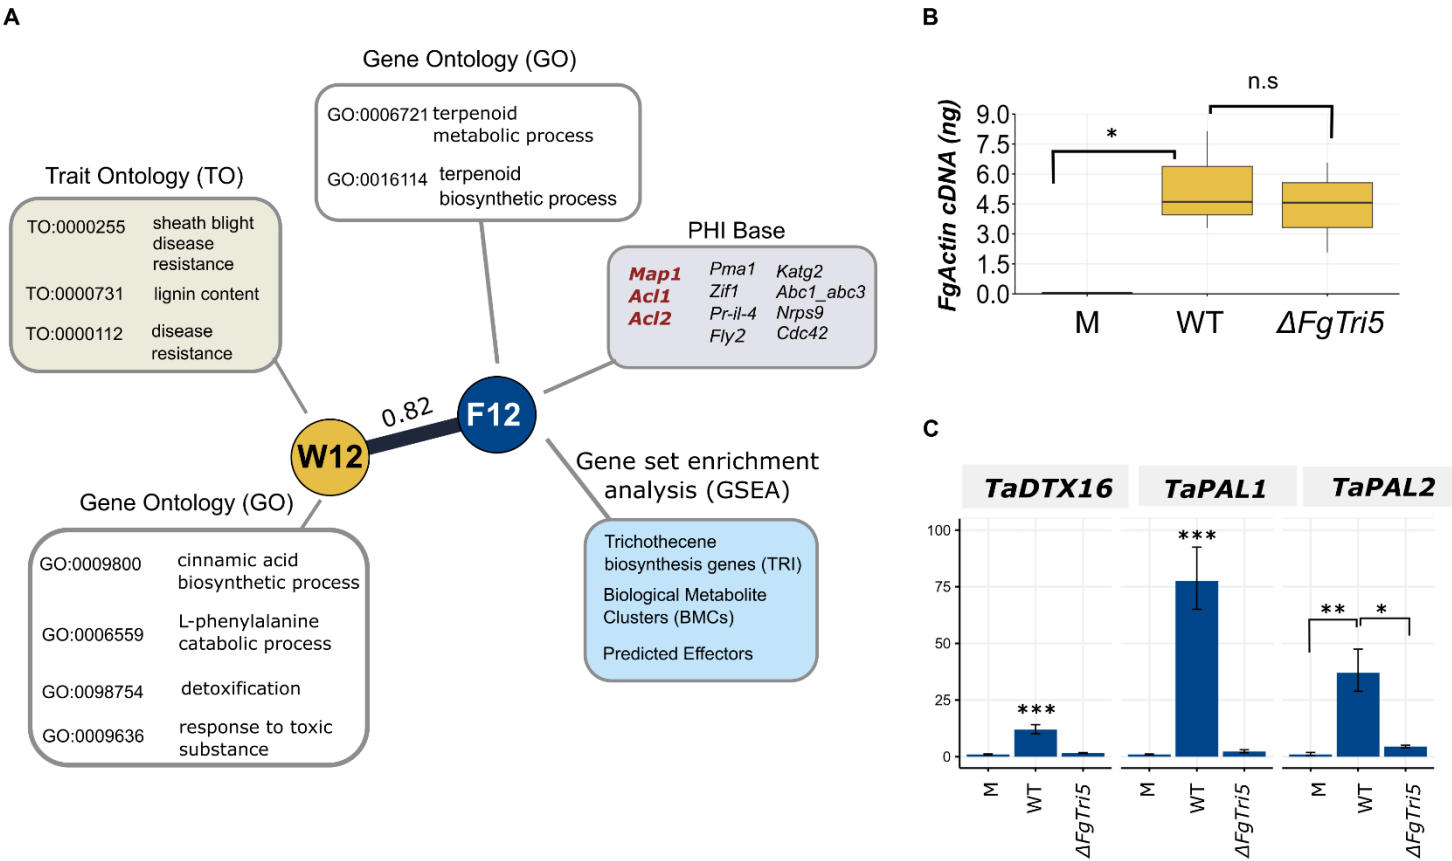 A
Gene Ontology (GO)
GO:0006721 terpenoid
metabolic process
GO:0016114 terpenoid
biosynthetic process
Trait Ontology (TO)
TO:0000255 sheath blight
disease
resistance
TO:0000731 lignin content
TO:0000112 disease
resistance
PHI Base
Map1 Pma1 Katg2
Acl1 Zif1 Abc1_abc3
Acl2 Pr-il-4 Nrps9
Fly2 Cdc42
0.82
F12
W12
Gene set enrichment
analysis (GSEA)
Trichothecene
biosynthesis genes (TRI)
Biological Metabolite
Clusters (BMCs)
Predicted Effectors
Gene Ontology (GO)
GO:0009800 cinnamic acid
biosynthetic process
GO:0006559 L-phenylalanine
catabolic process
GO:0098754 detoxification
GO:0009636 response to toxic
substance
B
n.s
*
FgActin cDNA (ng)
9.0
7.5
6.0
4.5
3.0
1.5
0.0
M WT ΔFgTri5
C
TaDTX16 TaPAL1 TaPAL2
100
75
50
25
0
***
***
** *
M WT ΔFgTri5 M WT ΔFgTri5 M WT ΔFgTri5